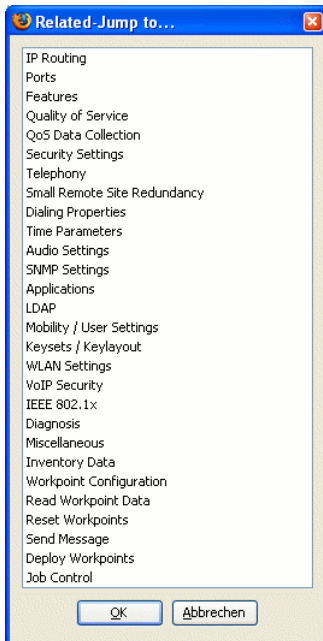 Related-Jump to...
IP Routing
Ports
Features
Quality of Service
QoS Data Collection
Security Settings
Telephony
Small Remote Site Redundancy
Dialing Properties
Time Parameters
Audio Settings
SNMP Settings
Applications
LDAP
Mobility / User Settings
Keysets / Keylayout
WLAN Settings
VoIP Security
IEEE 802.1x
Diagnosis
Miscellaneous
Inventory Data
Workpoint Configuration
Read Workpoint Data
Reset Workpoints
Send Message
Deploy Workpoints
Job Control
OK Abbrechen